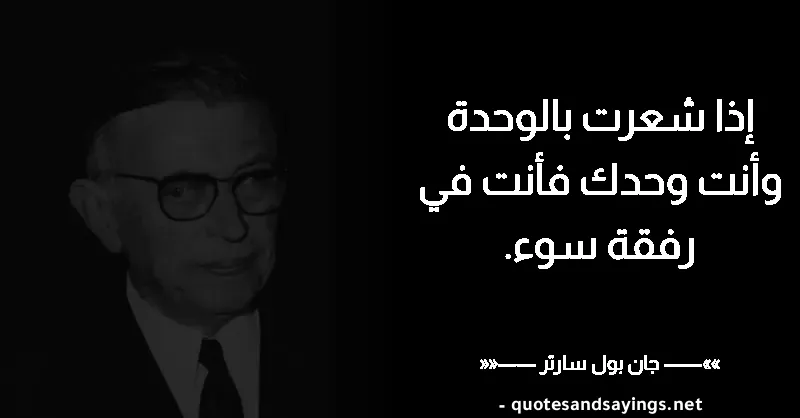 إذا شعرت بالوحدة
وأنت وحدك فأنت في
رفقة سوء.
»»―― جان بول سارتر ――««
- quotesandsayings.net